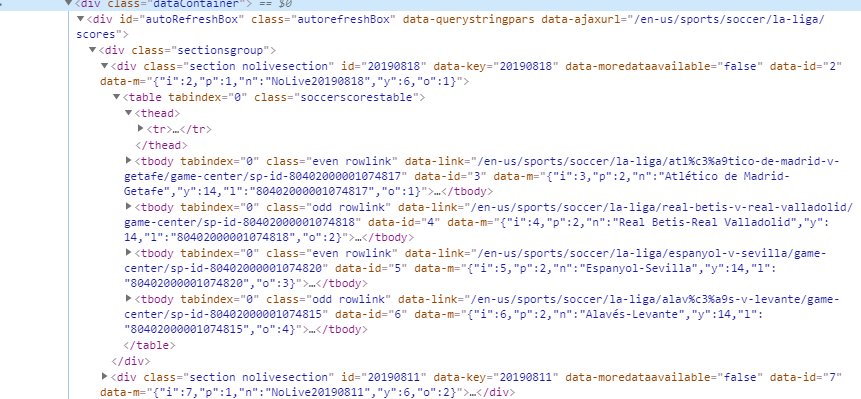 ▼<div class="dataContainer"> == $0
▼<div id="autoRefreshBox" class="autorefreshBox" data-querystringpars data-ajaxurl="/en-us/sports/soccer/la-liga/
scores">
▼<div class="sectionsgroup">
▼<div class="section nolivesection" id="20190818" data-key="20190818" data-moredataavailable="false" data-id="2"
data-m="{"i":2,"p":1,"n":"NoLive20190818","y":6,"o":1}">
▼<table tabindex="0" class="soccerscorestable">
▼<thead>
▶<tr>…</tr>
</thead>
▶<tbody tabindex="0" class="even rowlink" data-link="/en-us/sports/soccer/la-liga/atl%c3%a9tico-de-madrid-v-
getafe/game-center/sp-id-80402000001074817" data-id="3" data-m="{"i":3,"p":2,"n":"Atlético de Madrid-
Getafe","y":14,"l":"80402000001074817","o":1}">…</tbody>
▶<tbody tabindex="0" class="odd rowlink" data-link="/en-us/sports/soccer/la-liga/real-betis-v-real-valladolid/
game-center/sp-id-80402000001074818" data-id="4" data-m="{"i":4,"p":2,"n":"Real Betis-Real Valladolid","y":
14,"l":"80402000001074818","o":2}">…</tbody>
▶<tbody tabindex="0" class="even rowlink" data-link="/en-us/sports/soccer/la-liga/espanyol-v-sevilla/game-
center/sp-id-80402000001074820" data-id="5" data-m="{"i":5,"p":2,"n":"Espanyol-Sevilla","y":14,"l":
"80402000001074820","o":3}">…</tbody>
▶<tbody tabindex="0" class="odd rowlink" data-link="/en-us/sports/soccer/la-liga/alav%c3%a9s-v-levante/game-
center/sp-id-80402000001074815" data-id="6" data-m="{"i":6,"p":2,"n":"Alavés-Levante","y":14,"l":
"80402000001074815","o":4}">…</tbody>
</table>
</div>
▶<div class="section nolivesection" id="20190811" data-key="20190811" data-moredataavailable="false" data-id="7"
data-m="{"i":7,"p":1,"n":"NoLive20190811","y":6,"o":2}">…</div>